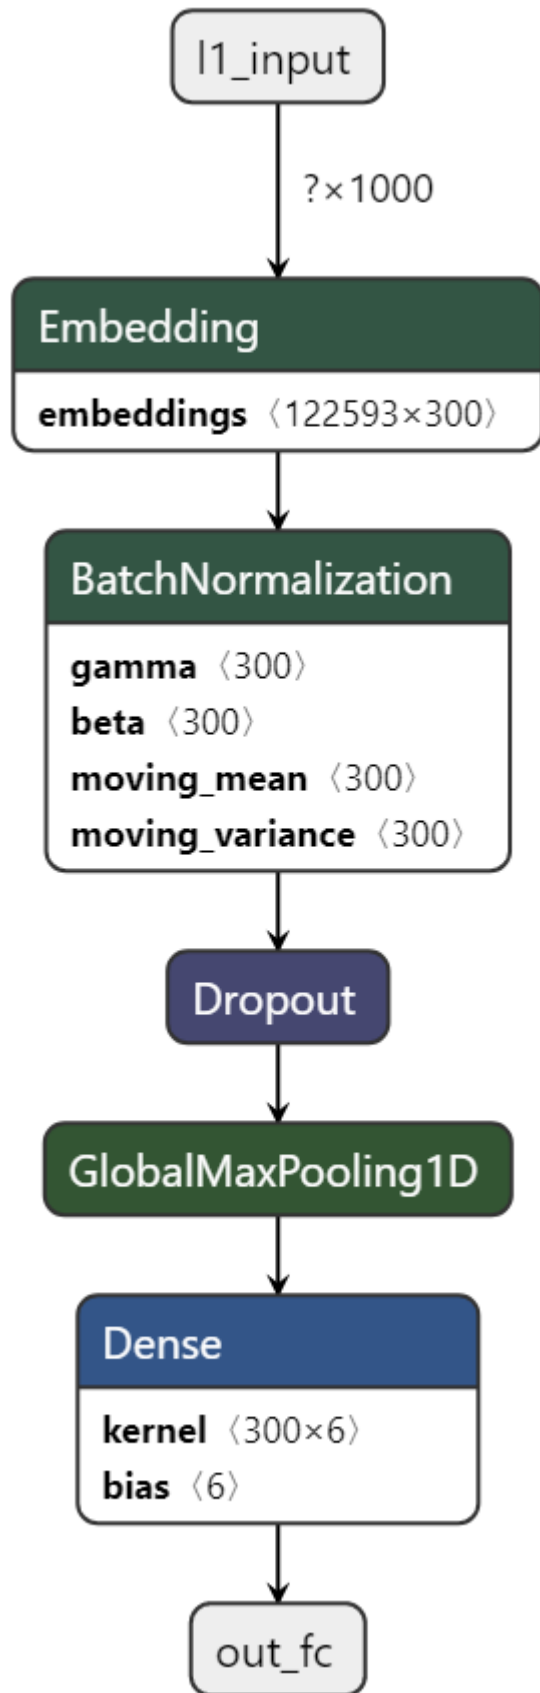 l1_input
?×1000
Embedding
embeddings 〈122593×300〉
BatchNormalization
gamma 〈300〉
beta 〈300〉
moving_mean 〈300〉
moving_variance 〈300〉
Dropout
GlobalMaxPooling1D
Dense
kernel 〈300×6〉
bias 〈6〉
out_fc